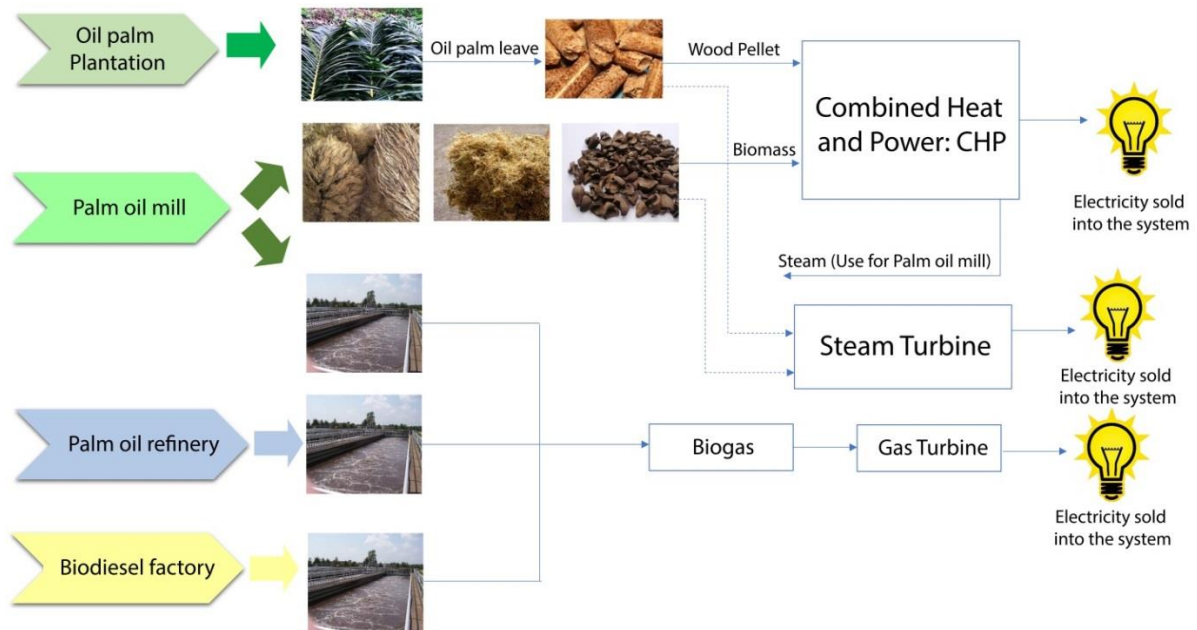 Oil palm
Plantation
Oil palm leave
Wood Pellet
Combined Heat
and Power: CHP
Electricity sold
into the system
Palm oil mill
Biomass
Steam (Use for Palm oil mill)
Steam Turbine
Electricity sold
into the system
Palm oil refinery
Biogas
Gas Turbine
Electricity sold
into the system
Biodiesel factory